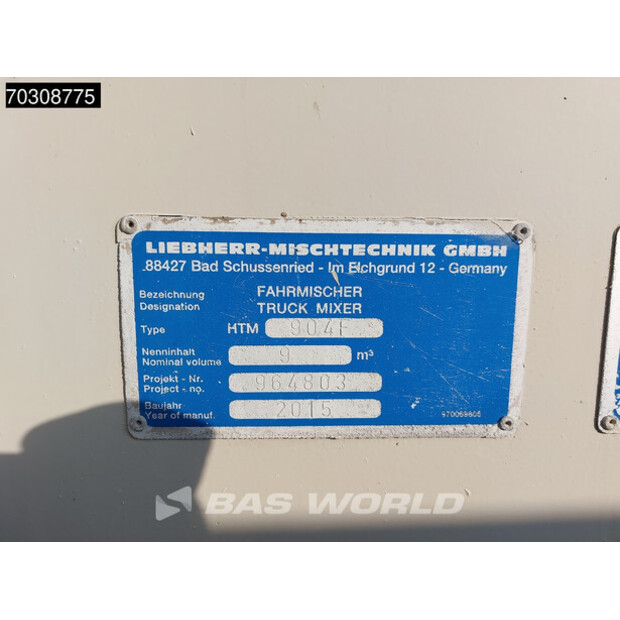 70308775
LIEBHERR-MISCHTECHNIK GMBH
88427 Bad Schussenried - Im Eichgrund 12 - Germany
Bezeichnung FAHRMISCHER
Designation TRUCK MIXER
Type HTM 904F
Nenninhalt
Nominal volume 9 m³
Projekt - Nr.
Project - no. 964803
Baujahr
Year of manuf. 2015
970069806
BAS WORLD